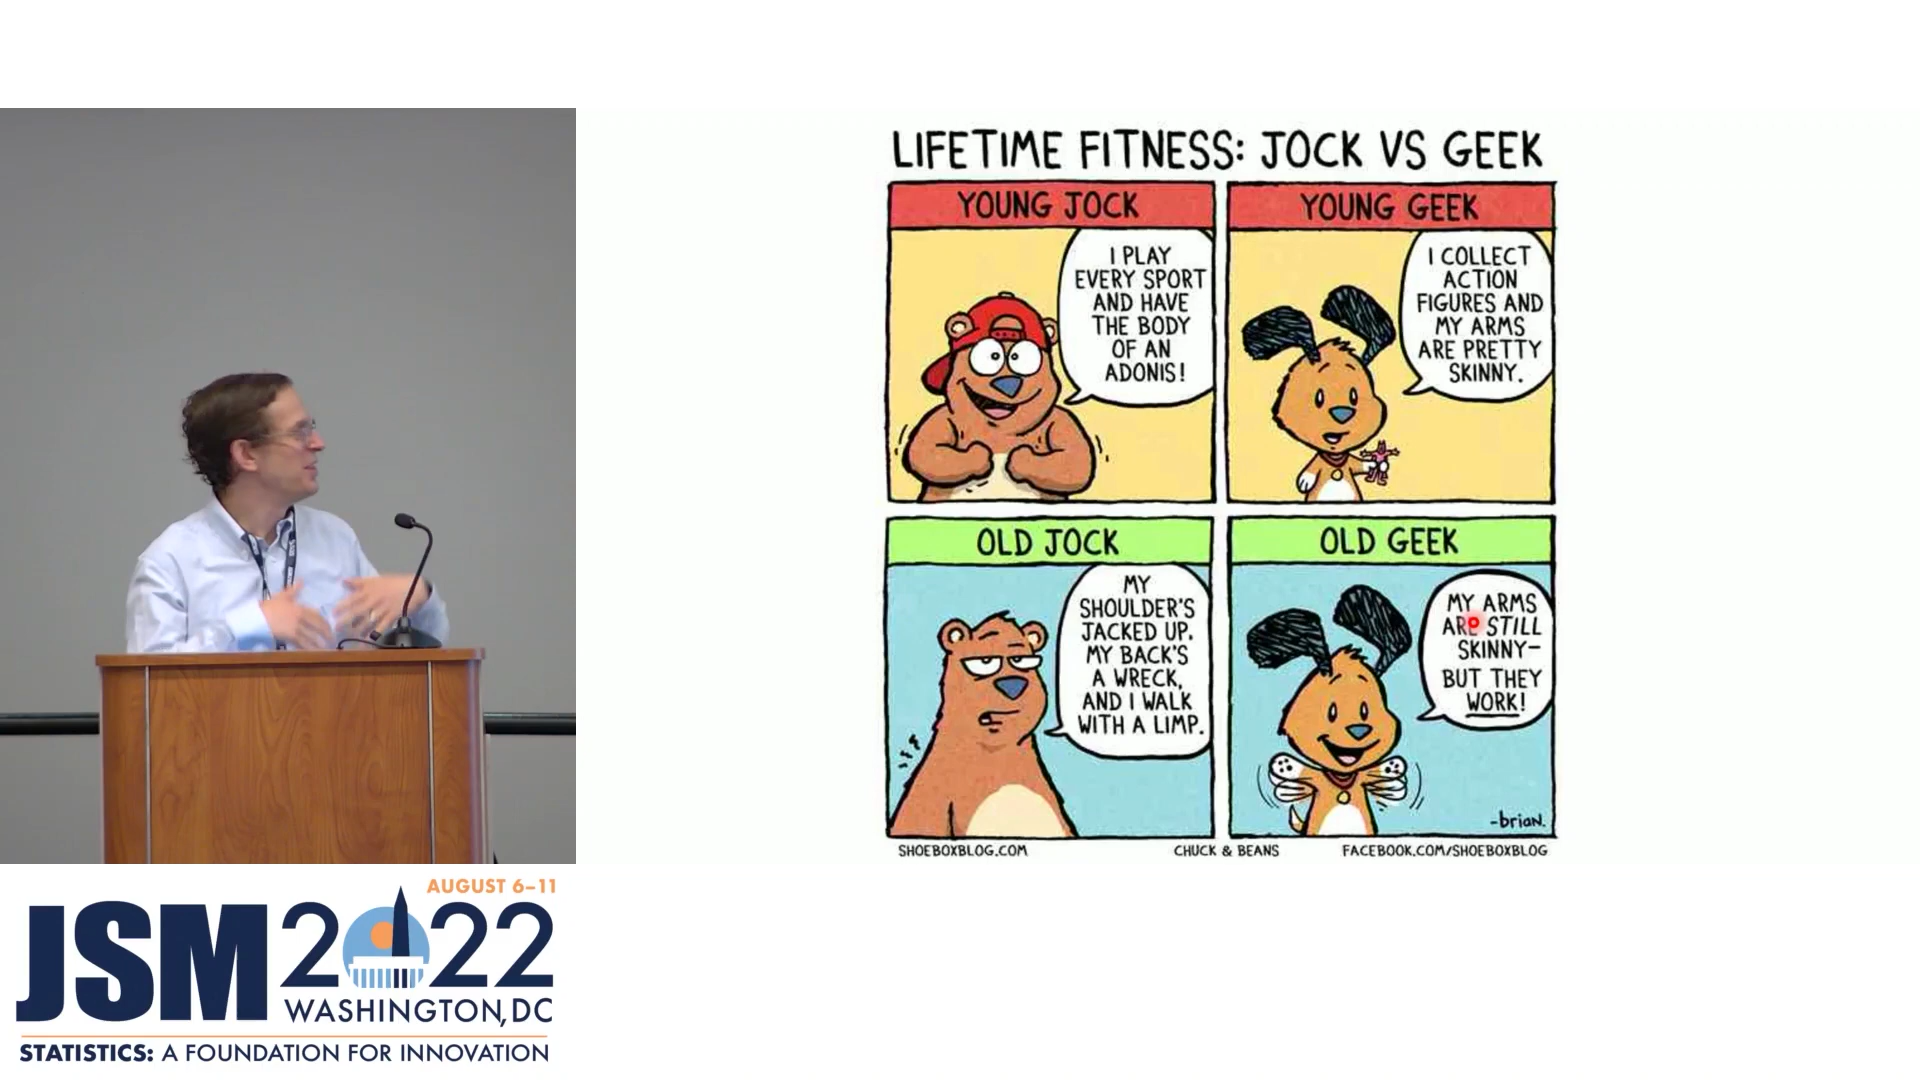 LIFETIME FITNESS: JOCK VS GEEK
YOUNG JOCK
I PLAY
EVERY SPORT
AND HAVE
THE BODY
OF AN
ADONIS!
YOUNG GEEK
I COLLECT
ACTION
FIGURES AND
MY ARMS
ARE PRETTY
SKINNY.
OLD JOCK
MY
SHOULDER'S
JACKED UP,
MY BACK'S
A WRECK,
AND I WALK
WITH A LIMP.
OLD GEEK
MY ARMS
ARE STILL
SKINNY-
BUT THEY
WORK!
-briaN.
SHOEBOXBLOG.COM
CHUCK & BEANS
FACEBOOK.COM/SHOEBOXBLOG
AUGUST 6-11
JSM 2022
WASHINGTON, DC
STATISTICS: A FOUNDATION FOR INNOVATION